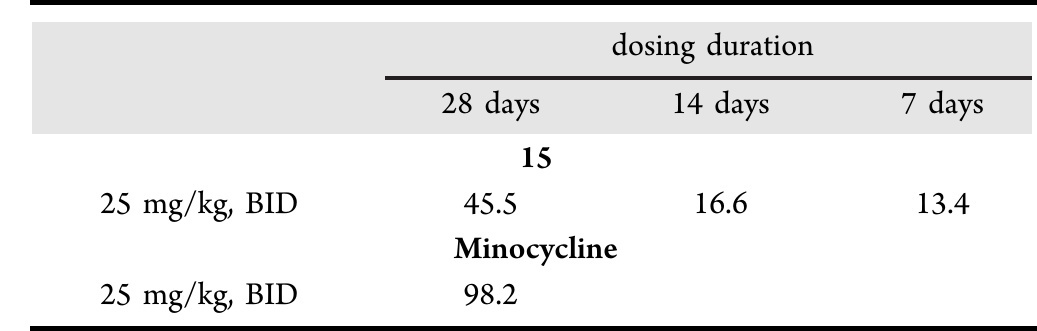 dosing duration
28 days 14 days 7 days
15
25 mg/kg, BID 45.5 16.6 13.4
Minocycline
25 mg/kg, BID 98.2